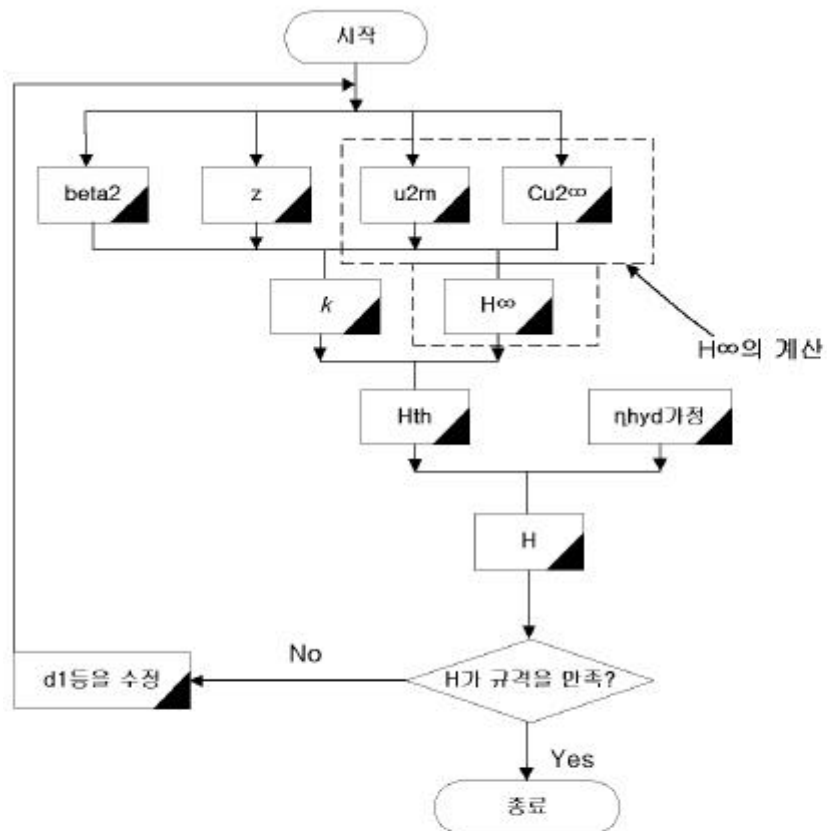 시작
beta2
z
u2m
Cu2∞
k
H∞
H∞의 계산
Hth
ηhyd가정
H
No
d1등을 수정
H가 규격을 만족?
Yes
종료